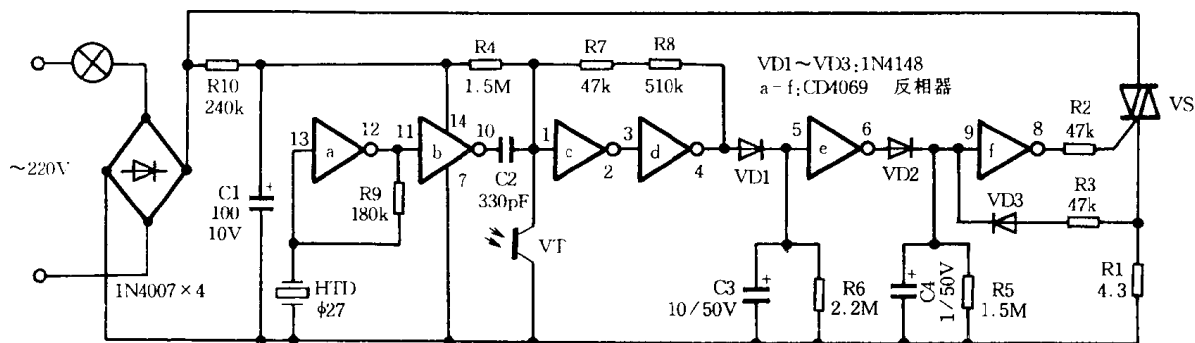 ~220V
1N4007×4
R10
240k
C1
100
10V
13
a
12
R9
180k
HTD
ϕ27
11
14
b
10
7
R4
1.5M
C2
330pF
VT
1
c
2
R7
47k
R8
510k
3
d
4
VD1
VD1~VD3:1N4148
a-f:CD4069 反相器
5
e
6
VD2
C3
10/50V
R6
2.2M
C4
1/50V
R5
1.5M
9
f
8
R2
47k
VS
VD3
R3
47k
R1
4.3
+
+
+